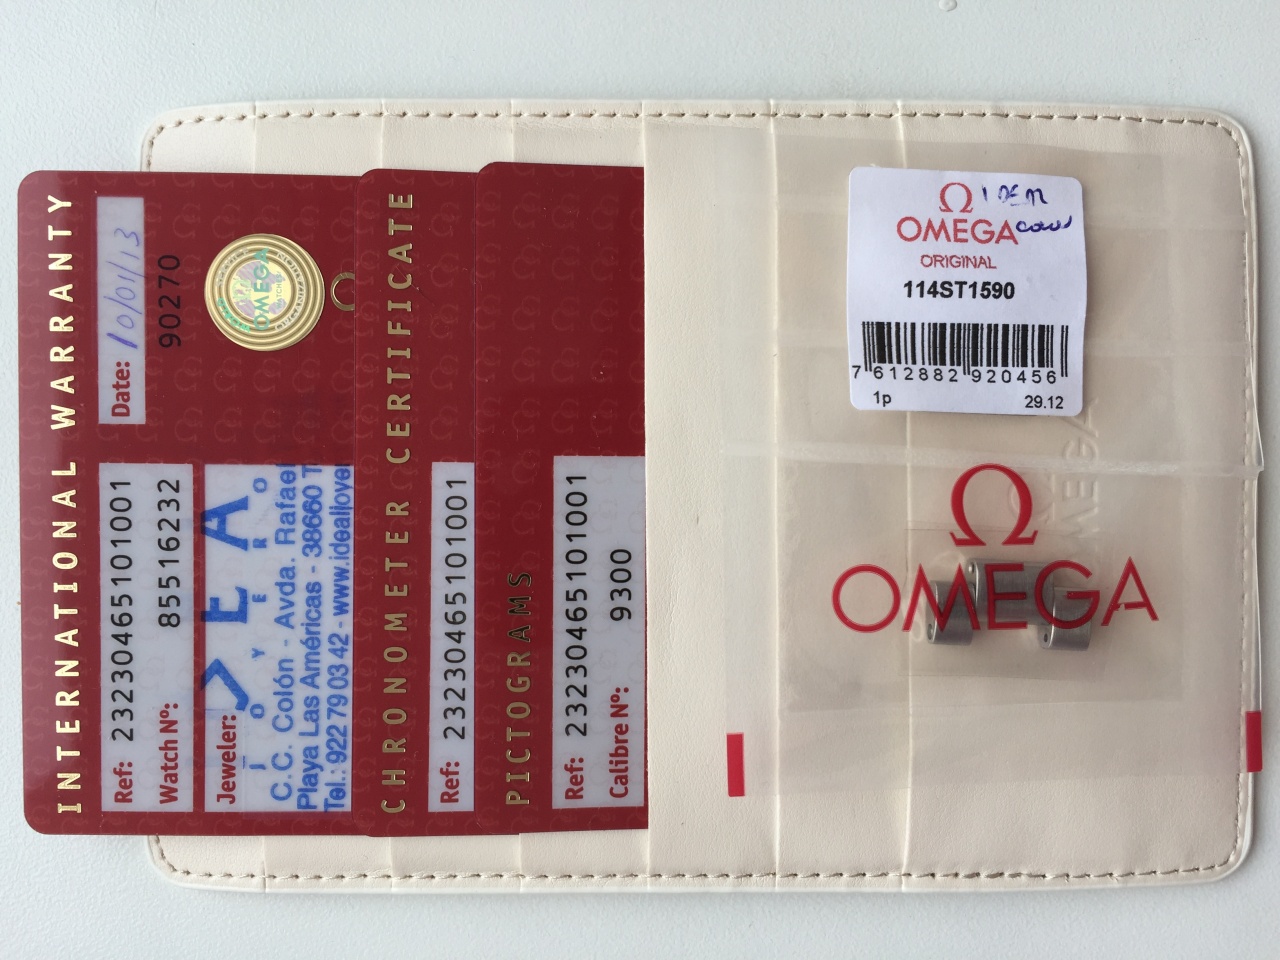 INTERNATIONAL WARRANTY
Date: 10/01/13
90270
OMEGA
Ref: 23230465101001
Watch Nº: 85516232
Jeweler:
IDEAL
JOYERO
C.C. Colón - Avda. Rafael
Playa Las Américas - 38660 T
Tel.: 922 79 03 42 - www.idealjoye
CHRONOMETER CERTIFICATE
Ref: 23230465101001
PICTOGRAMS
Ref: 23230465101001
Calibre Nº: 9300
Ω
OMEGA
ORIGINAL
114ST1590
7 612882 920456
1p 29.12
Ω
OMEGA